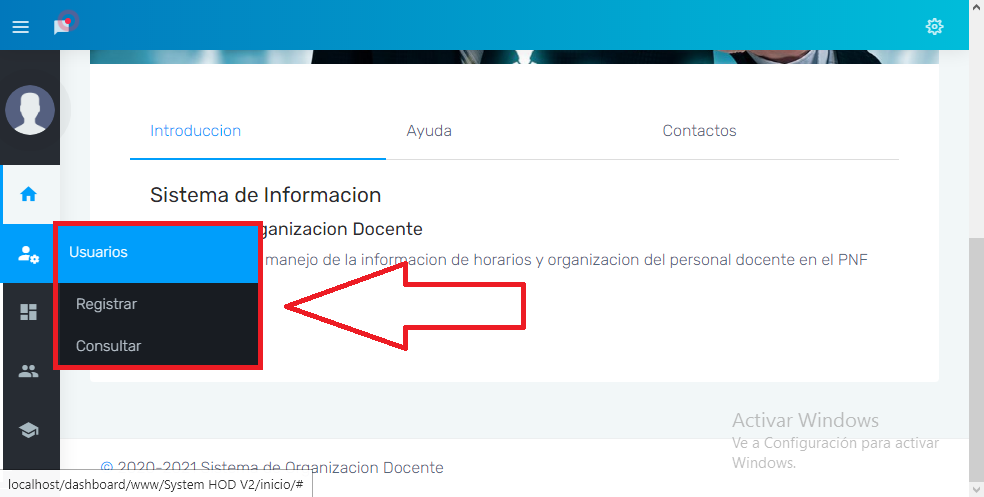 Introduccion
Ayuda
Contactos
Sistema de Informacion
Usuarios
ganizacion Docente
manejo de la informacion de horarios y organizacion del personal docente en el PNF
Registrar
Consultar
Activar Windows
Ve a Configuración para activar
Windows.
© 2020-2021 Sistema de Organizacion Docente
localhost/dashboard/www/System HOD V2/inicio/#